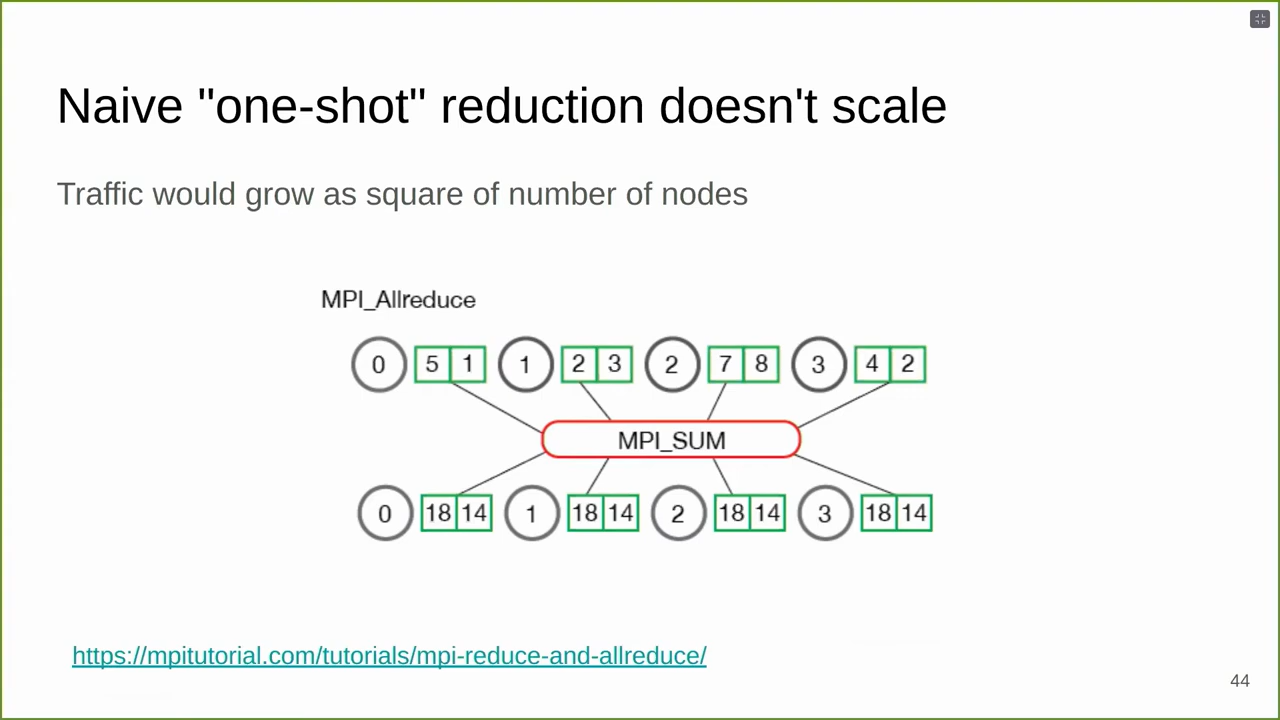 Naive "one-shot" reduction doesn't scale
Traffic would grow as square of number of nodes
MPI_Allreduce
0 5 1 1 2 3 2 7 8 3 4 2
MPI_SUM
0 18 14 1 18 14 2 18 14 3 18 14
https://mpitutorial.com/tutorials/mpi-reduce-and-allreduce/
44